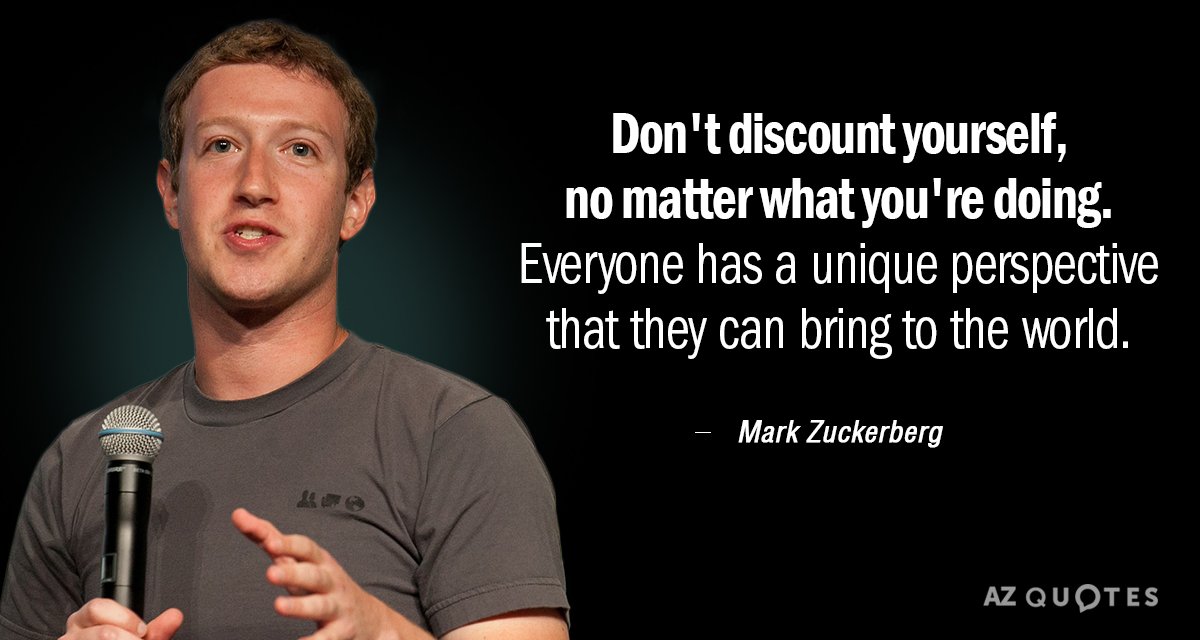 Don't discount yourself,
no matter what you're doing.
Everyone has a unique perspective
that they can bring to the world.
– Mark Zuckerberg
AZ QUOTES